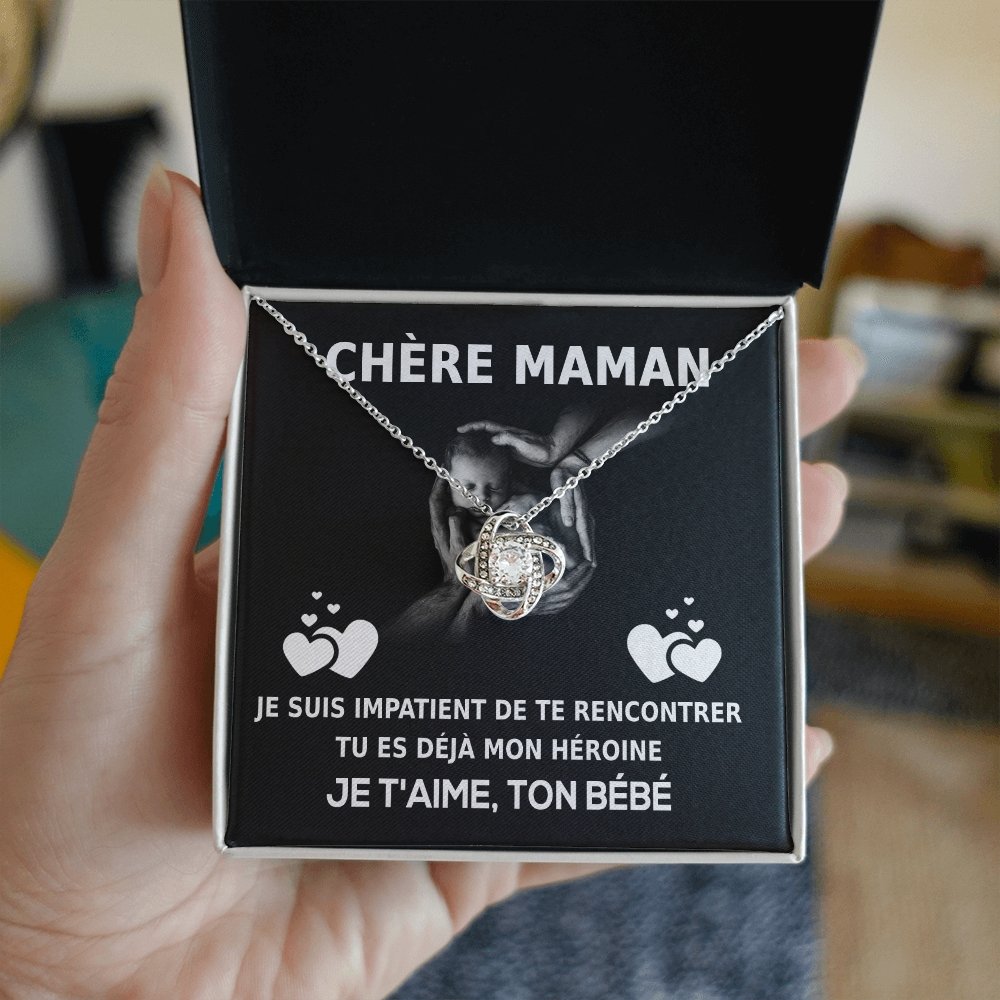 CHÈRE MAMAN
JE SUIS IMPATIENT DE TE RENCONTRER
TU ES DÉJÀ MON HÉROINE
JE T'AIME, TON BÉBÉ